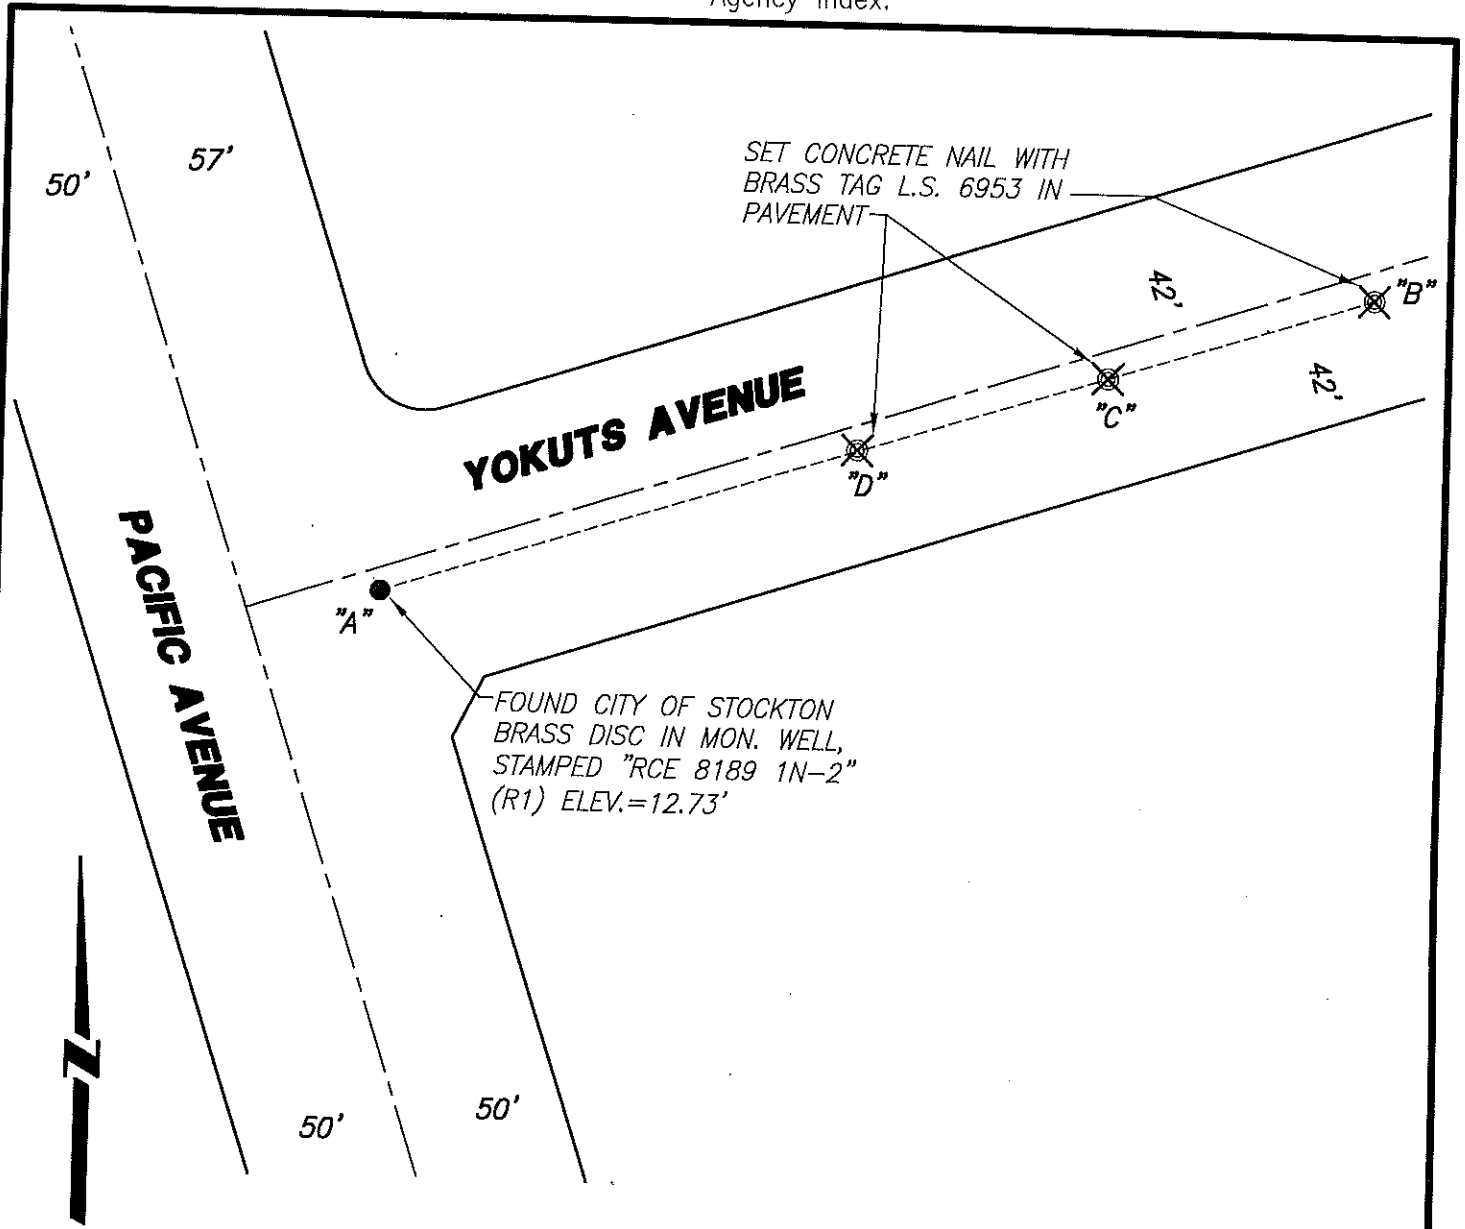 Agency Index.
50'
57'
SET CONCRETE NAIL WITH
BRASS TAG L.S. 6953 IN
PAVEMENT
42'
"B"
42'
"C"
YOKUTS AVENUE
"D"
"A"
PACIFIC AVENUE
FOUND CITY OF STOCKTON
BRASS DISC IN MON. WELL,
STAMPED "RCE 8189 1N-2"
(R1) ELEV.=12.73'
Z
50'
50'